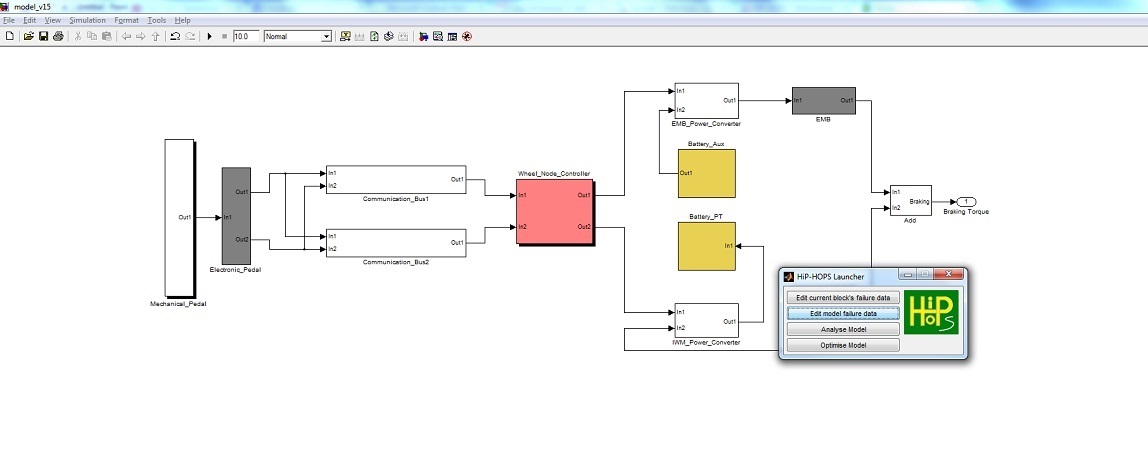 model_v15
File Edit View Simulation Format Tools Help
10.0 Normal
Out1
Mechanical_Pedal
In1 Out1 Out2
Electronic_Pedal
In1 In2 Out1
Communication_Bus1
In1 In2 Out1
Communication_Bus2
Wheel_Node_Controller
In1 Out1
In2 Out2
In1 In2 Out1
EMB_Power_Converter
Battery_Aux
Out1
Battery_PT
In1
In1 In2 Out1
IWM_Power_Converter
In1 Out1
EMB
In1 In2 Braking
Add
1
Braking Torque
HiP-HOPS Launcher
Edit current block's failure data
Edit model failure data
Analyse Model
Optimise Model
HiP
HoPS